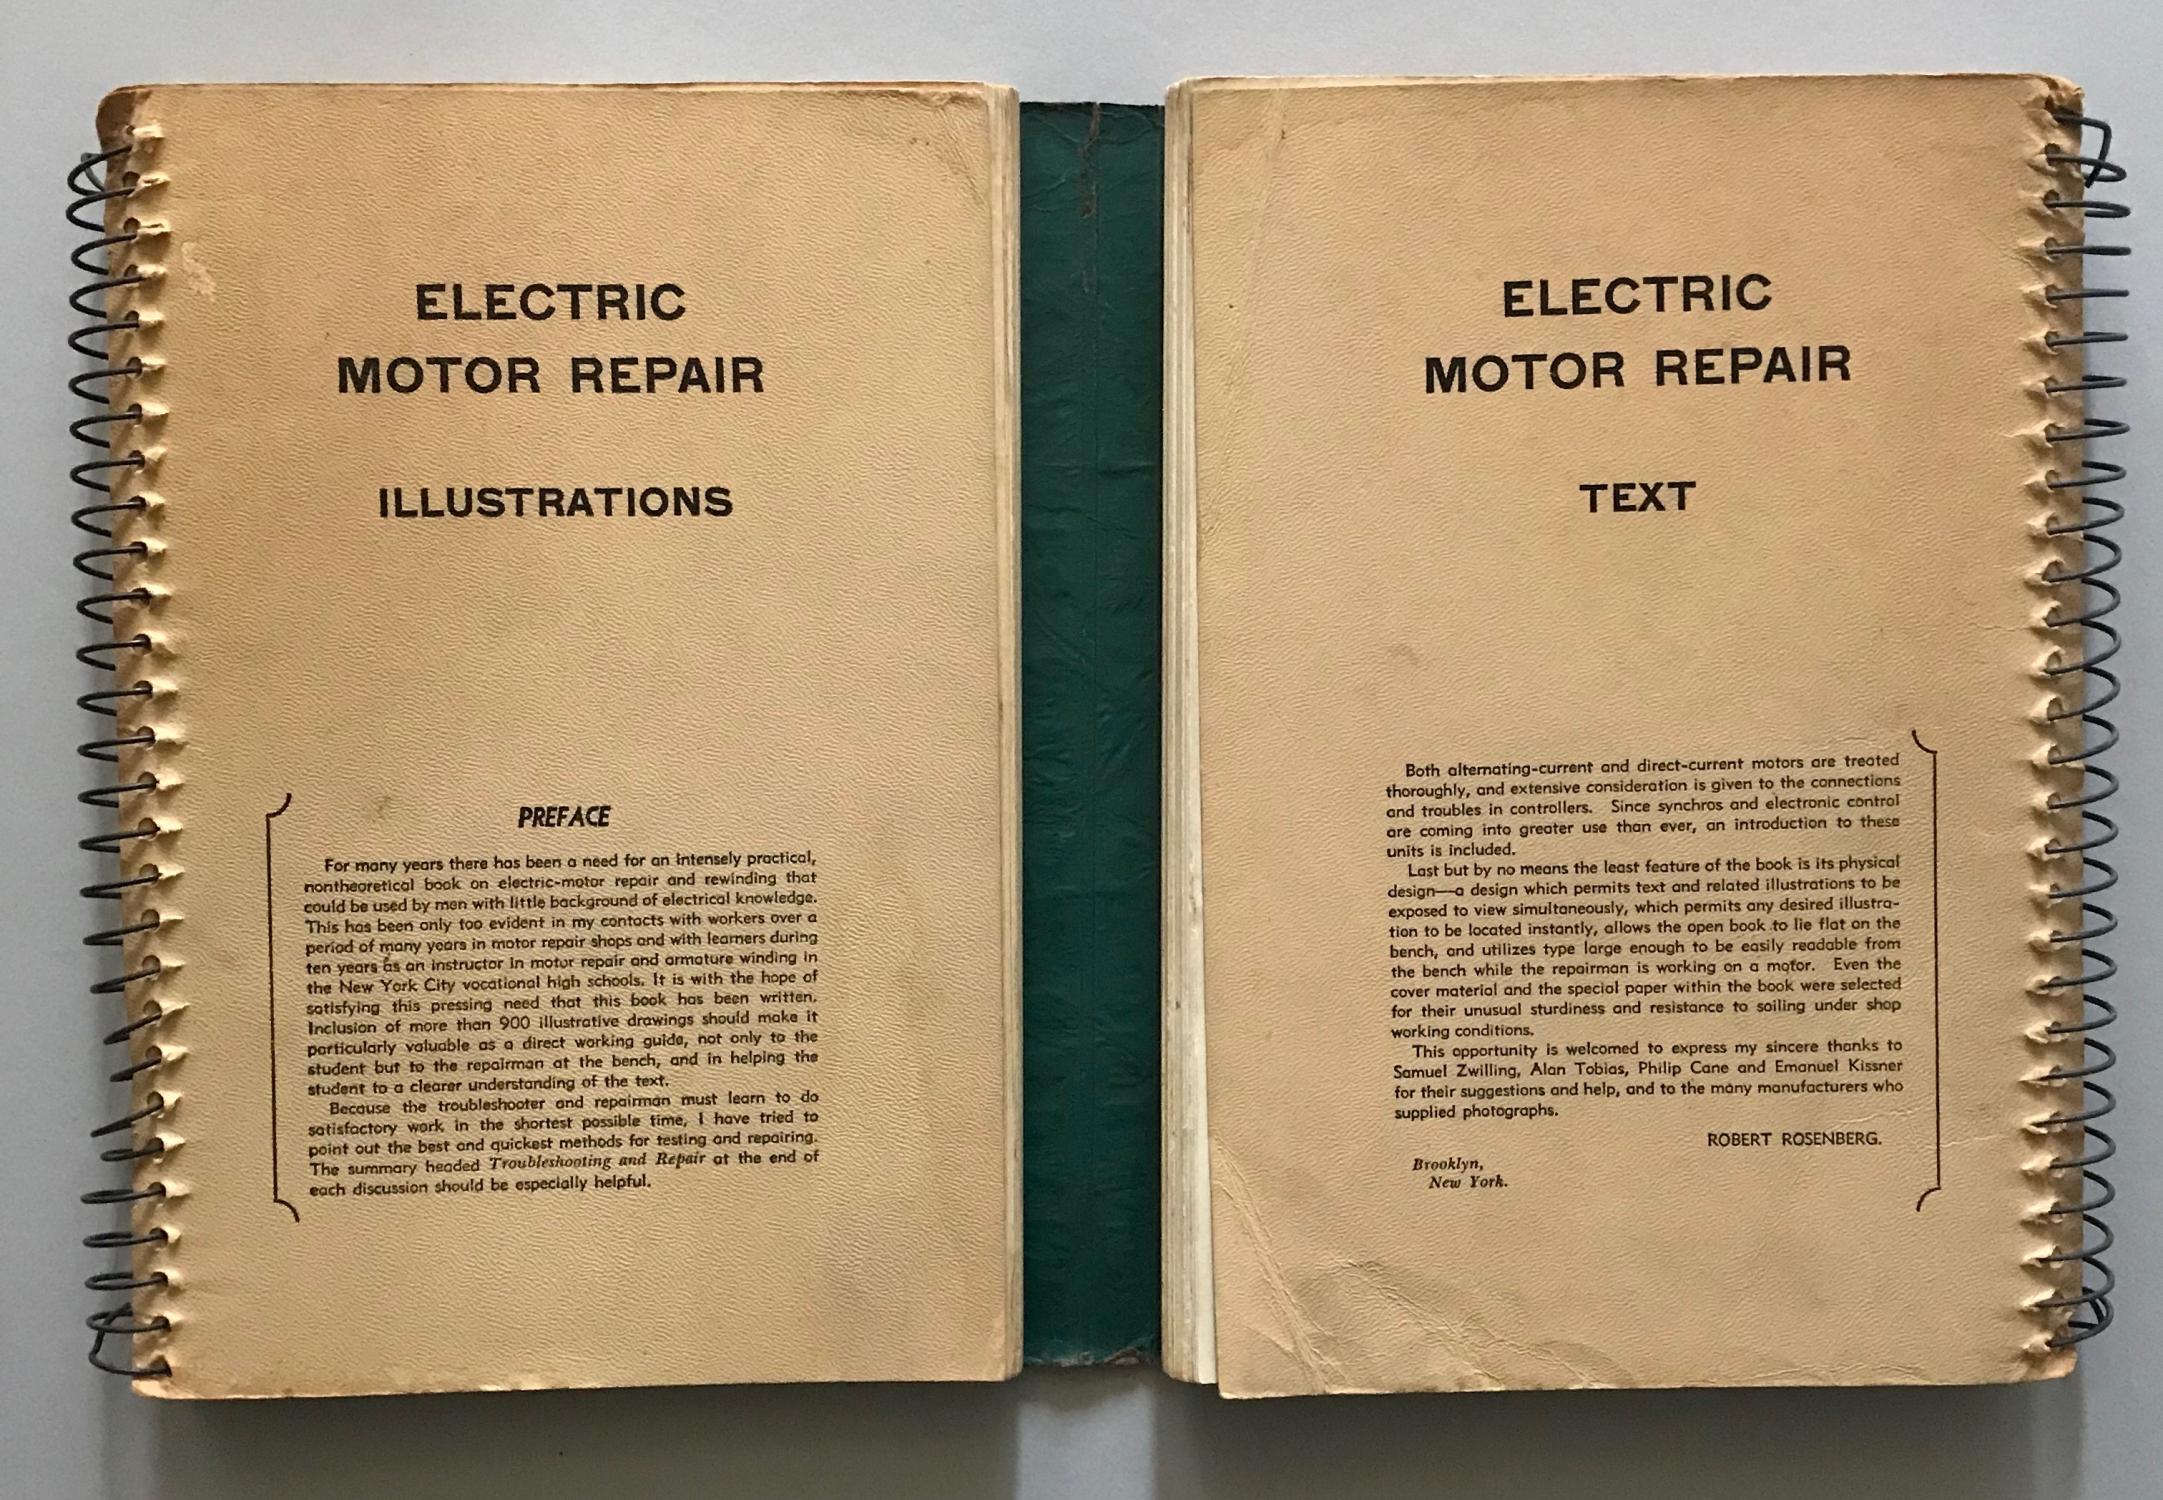 ELECTRIC
MOTOR REPAIR
ILLUSTRATIONS
PREFACE
For many years there has been a need for an intensely practical,
nontheoretical book on electric-motor repair and rewinding that
could be used by men with little background of electrical knowledge.
This has been only too evident in my contacts with workers over a
period of many years in motor repair shops and with learners during
ten years as an instructor in motor repair and armature winding in
the New York City vocational high schools. It is with the hope of
satisfying this pressing need that this book has been written.
Inclusion of more than 900 illustrative drawings should make it
particularly valuable as a direct working guide, not only to the
student but to the repairman at the bench, and in helping the
student to a clearer understanding of the text.
Because the troubleshooter and repairman must learn to do
satisfactory work in the shortest possible time, I have tried to
point out the best and quickest methods for testing and repairing.
The summary headed Troubleshooting and Repair at the end of
each discussion should be especially helpful.
ELECTRIC
MOTOR REPAIR
TEXT
Both alternating-current and direct-current motors are treated
thoroughly, and extensive consideration is given to the connections
and troubles in controllers. Since synchros and electronic control
are coming into greater use than ever, an introduction to these
units is included.
Last but by no means the least feature of the book is its physical
design—a design which permits text and related illustrations to be
exposed to view simultaneously, which permits any desired illustra-
tion to be located instantly, allows the open book to lie flat on the
bench, and utilizes type large enough to be easily readable from
the bench while the repairman is working on a motor. Even the
cover material and the special paper within the book were selected
for their unusual sturdiness and resistance to soiling under shop
working conditions.
This opportunity is welcomed to express my sincere thanks to
Samuel Zwilling, Alan Tobias, Philip Cane and Emanuel Kissner
for their suggestions and help, and to the many manufacturers who
supplied photographs.
ROBERT ROSENBERG.
Brooklyn,
New York.